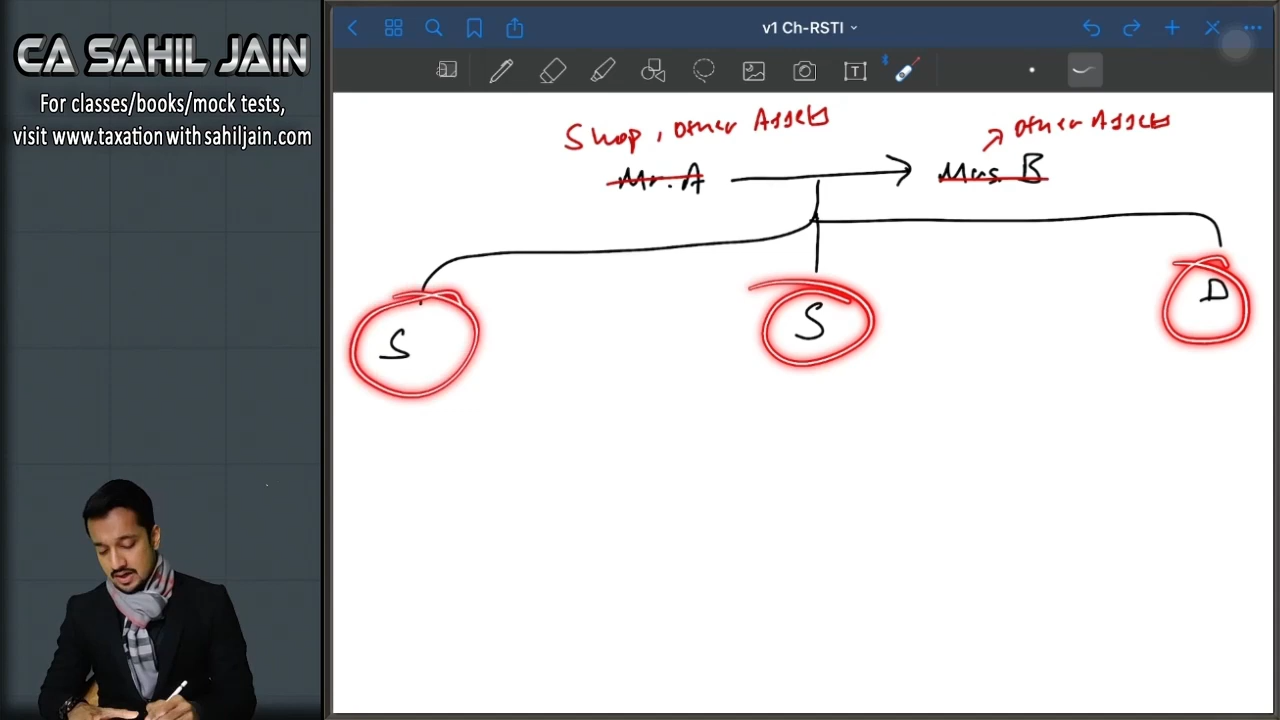 CA SAHIL JAIN
For classes/books/mock tests,
visit www.taxation with sahiljain.com
v1 Ch-RSTI
T
Shop, Other Assets
Other Assets
Mr. A
Mrs. B
S
S
D